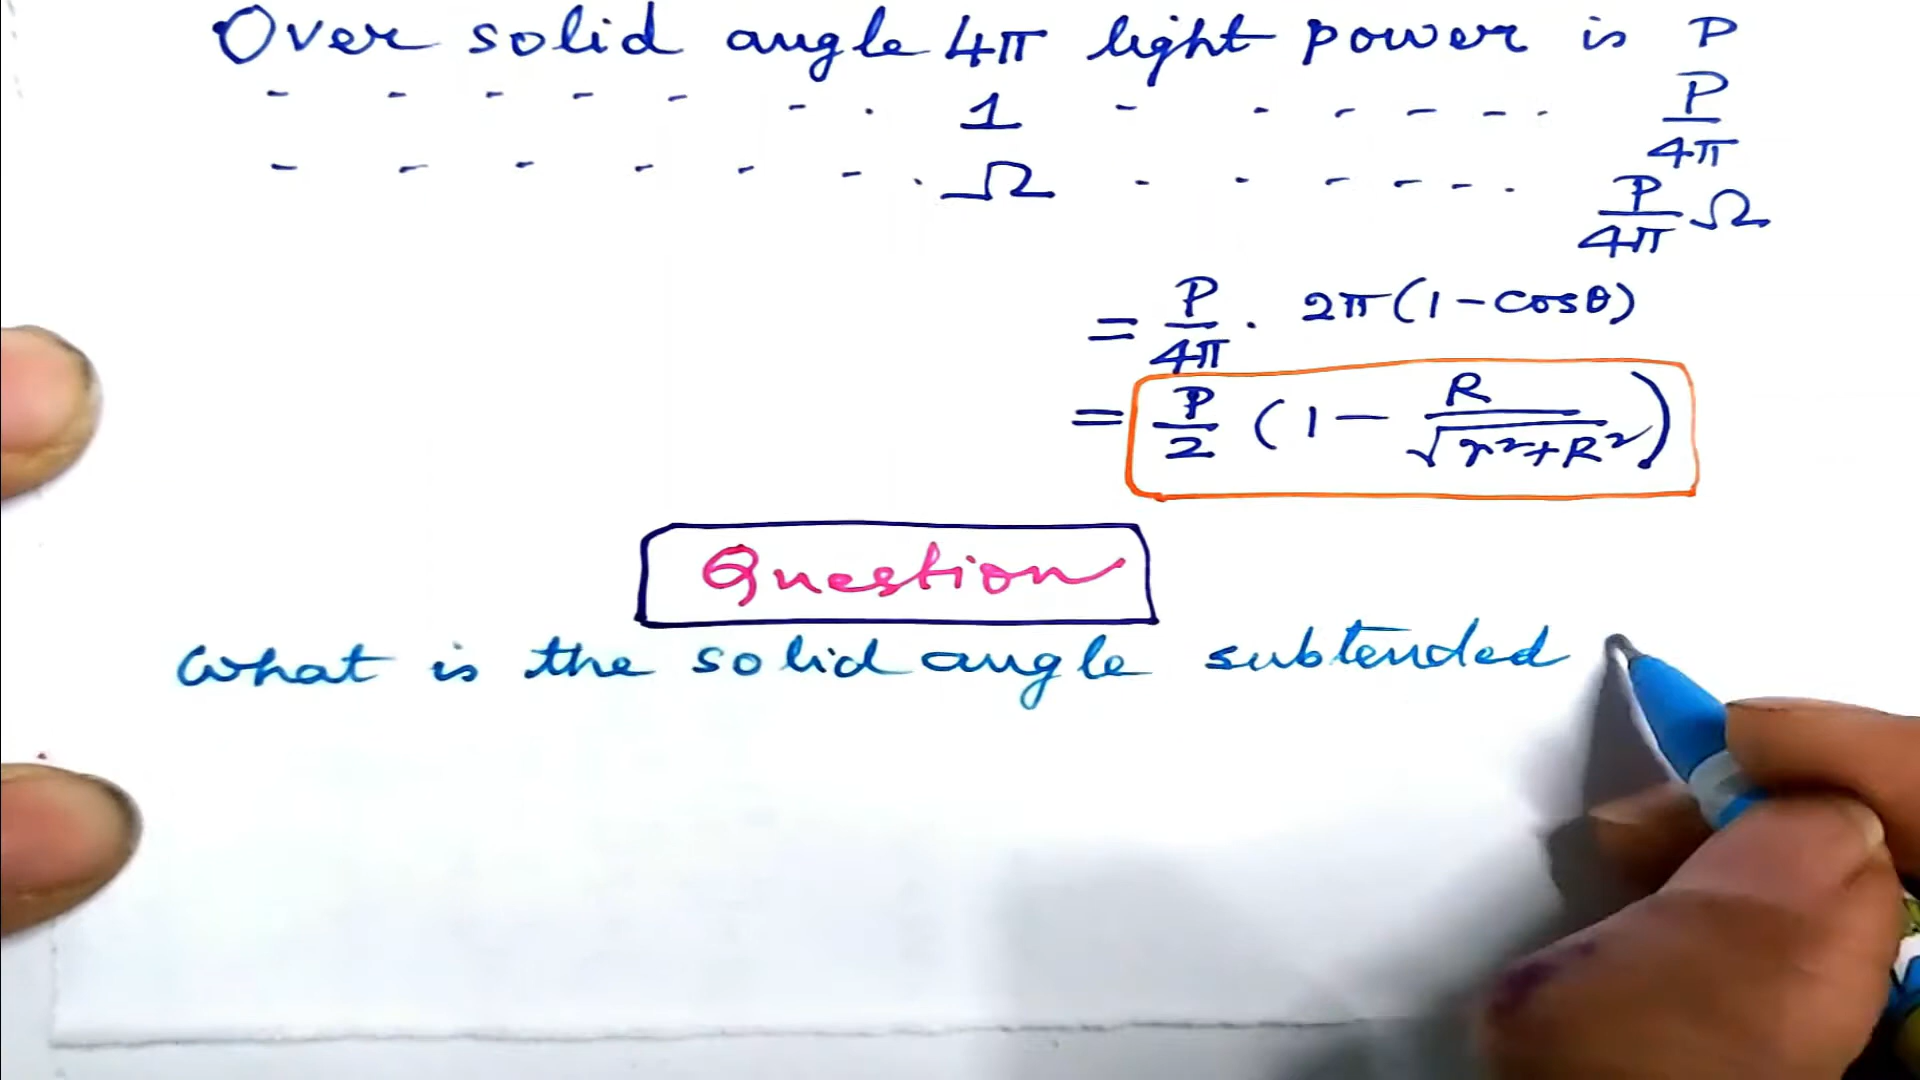 Over solid angle 4π light power is P
- - - - - - . 1 - - - - - - P/4π
- - - - - - . Ω - - - - - - P/4π Ω
= P/4π . 2π(1-cosθ)
= P/2 (1 - R/√r²+R²)
Question
What is the solid angle subtended